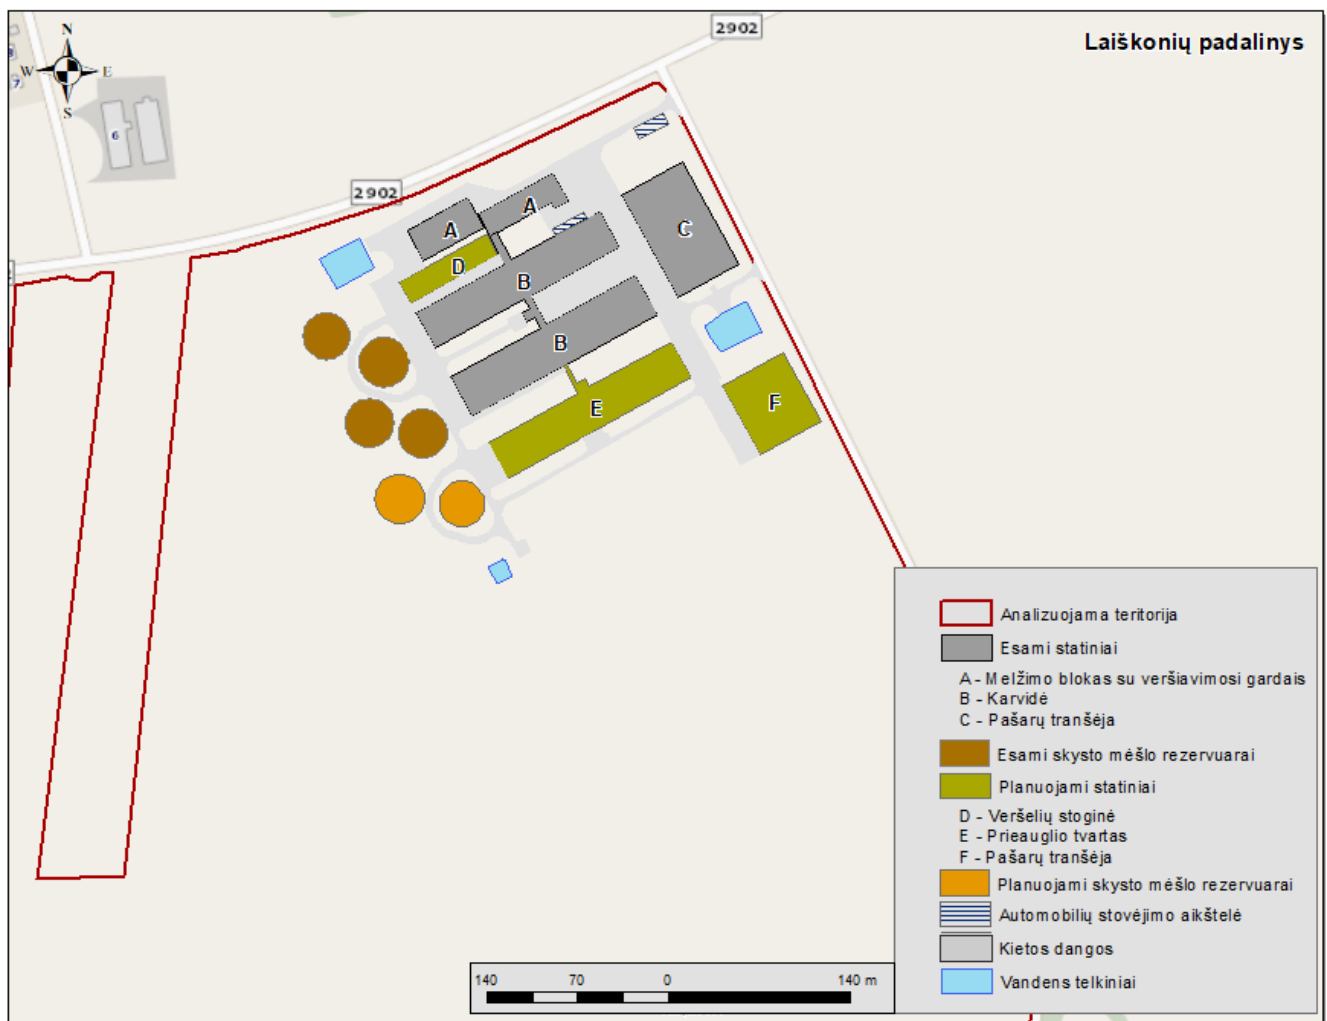 2902
Laiškonių padalinys
N
W
E
S
7
6
2902
A
A
C
D
B
B
E
F
Analizuojama teritorija
Esami statiniai
A - Melžimo blokas su veršiavimosi gardais
B - Karvidė
C - Pašarų tranšėja
Esami skysto mėšlo rezervuarai
Planuojami statiniai
D - Veršelių stoginė
E - Prieauglio tvartas
F - Pašarų tranšėja
Planuojami skysto mėšlo rezervuarai
Automobilių stovėjimo aikštelė
Kietos dangos
Vandens telkiniai
140 70 0 140 m